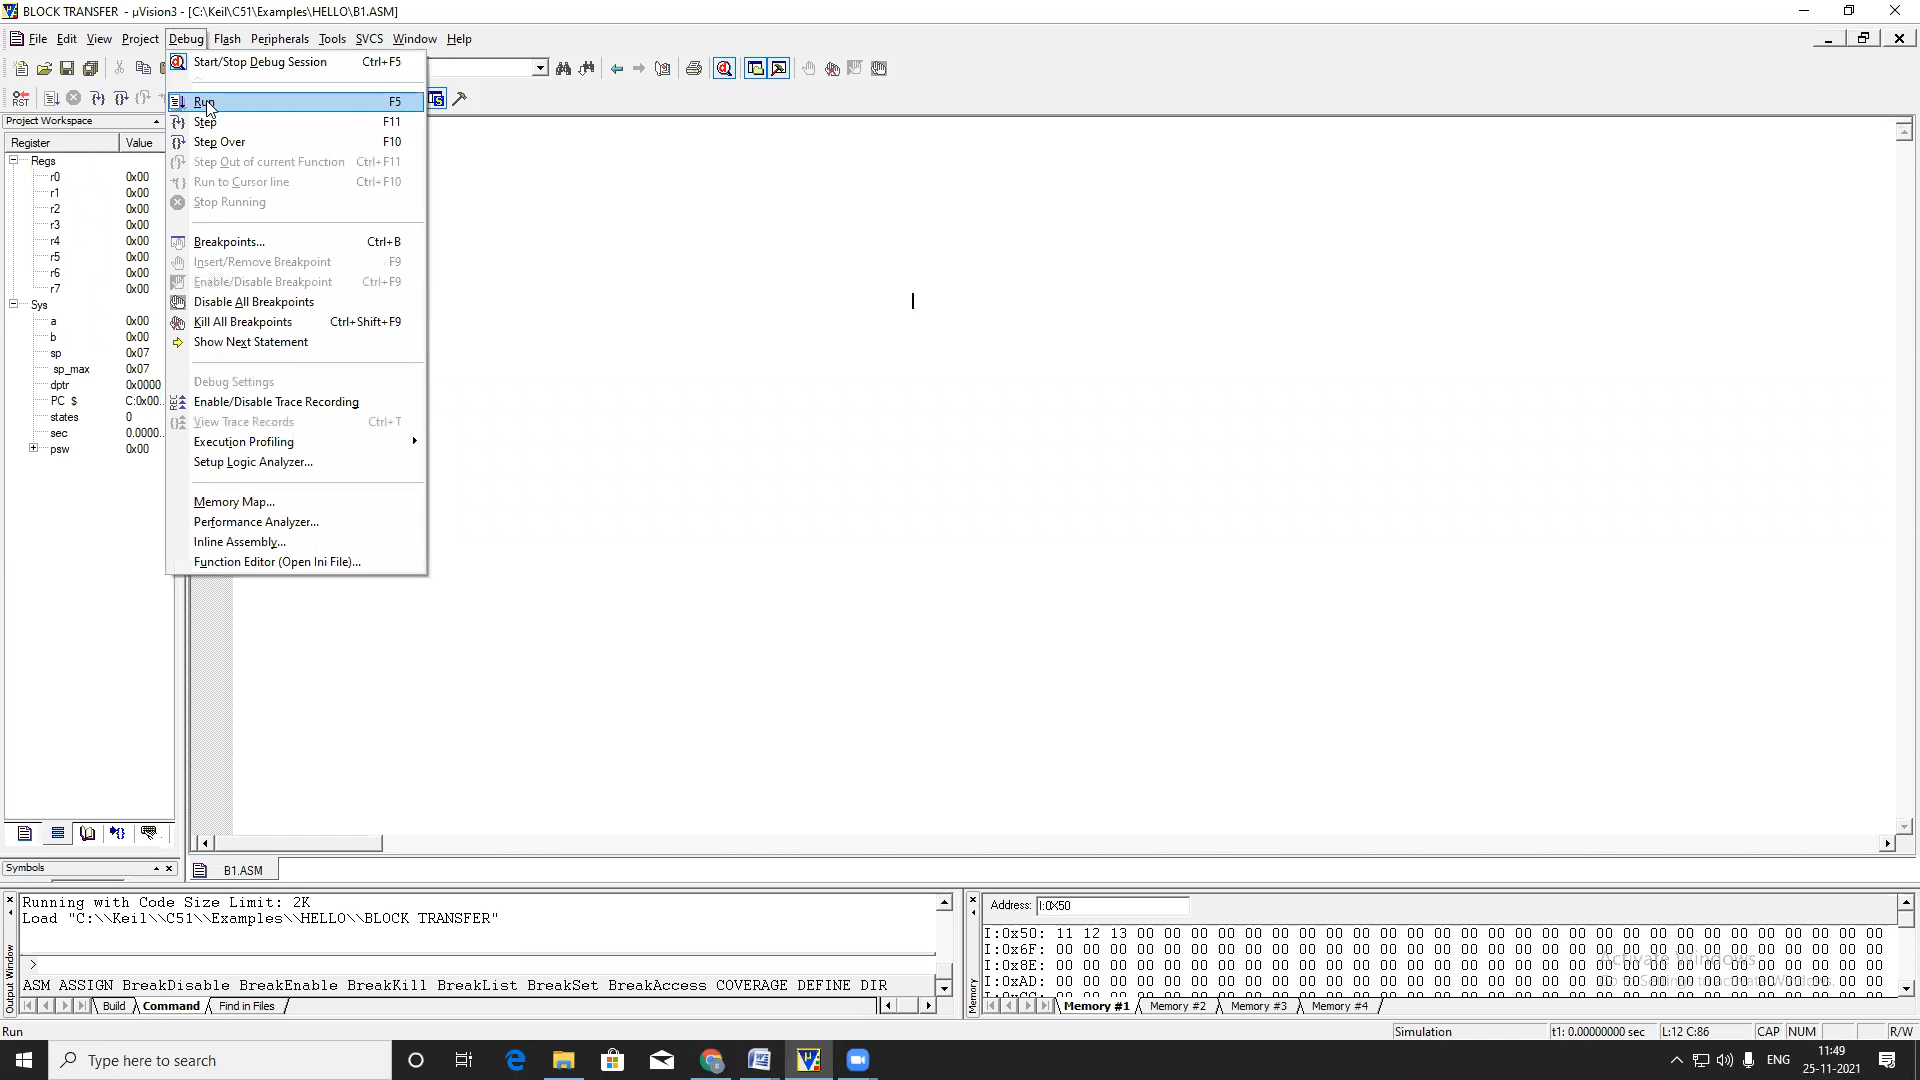 BLOCK TRANSFER - µVision3 - [C:\Keil\C51\Examples\HELLO\B1.ASM]
File Edit View Project Debug Flash Peripherals Tools SVCS Window Help
Start/Stop Debug Session Ctrl+F5
Run F5
Step F11
Step Over F10
Step Out of current Function Ctrl+F11
Run to Cursor line Ctrl+F10
Stop Running
Breakpoints... Ctrl+B
Insert/Remove Breakpoint F9
Enable/Disable Breakpoint Ctrl+F9
Disable All Breakpoints
Kill All Breakpoints Ctrl+Shift+F9
Show Next Statement
Debug Settings
Enable/Disable Trace Recording
View Trace Records Ctrl+T
Execution Profiling
Setup Logic Analyzer...
Memory Map...
Performance Analyzer...
Inline Assembly...
Function Editor (Open Ini File)...
RST
Project Workspace
Register Value
Regs
r0 0x00
r1 0x00
r2 0x00
r3 0x00
r4 0x00
r5 0x00
r6 0x00
r7 0x00
Sys
a 0x00
b 0x00
sp 0x07
sp_max 0x07
dptr 0x0000
PC $ C:0x00...
states 0
sec 0.0000...
psw 0x00
Symbols
B1.ASM
Output Window
Running with Code Size Limit: 2K
Load "C:\\Keil\\C51\\Examples\\HELLO\\BLOCK TRANSFER"
>
ASM ASSIGN BreakDisable BreakEnable BreakKill BreakList BreakSet BreakAccess COVERAGE DEFINE DIR
Build Command Find in Files
Memory
Address: I:0X50
I:0x50: 11 12 13 00 00 00 00 00 00 00 00 00 00 00 00 00 00 00 00 00 00 00 00 00 00 00 00 00 00 00 00
I:0x6F: 00 00 00 00 00 00 00 00 00 00 00 00 00 00 00 00 00 00 00 00 00 00 00 00 00 00 00 00 00 00 00
I:0x8E: 00 00 00 00 00 00 00 00 00 00 00 00 00 00 00 00 00 00 00 00 00 00 00 00 00 00 00 00 00 00 00
I:0xAD: 00 00 00 00 00 00 00 00 00 00 00 00 00 00 00 00 00 00 00 00 00 00 00 00 00 00 00 00 00 00 00
Activate Windows
Go to Settings to activate Windows.
Memory #1 Memory #2 Memory #3 Memory #4
Run Simulation t1: 0.00000000 sec L:12 C:86 CAP NUM R/W
Type here to search
ENG
11:49
25-11-2021